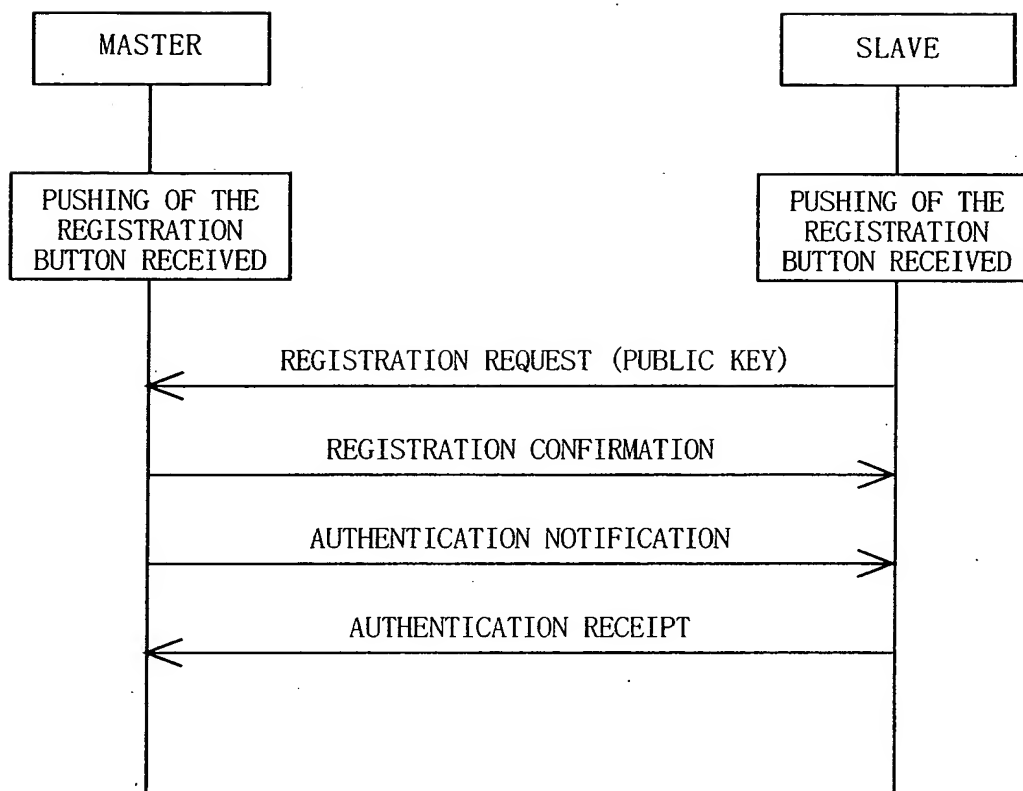 MASTER
SLAVE
PUSHING OF THE
REGISTRATION
BUTTON RECEIVED
PUSHING OF THE
REGISTRATION
BUTTON RECEIVED
REGISTRATION REQUEST (PUBLIC KEY)
REGISTRATION CONFIRMATION
AUTHENTICATION NOTIFICATION
AUTHENTICATION RECEIPT